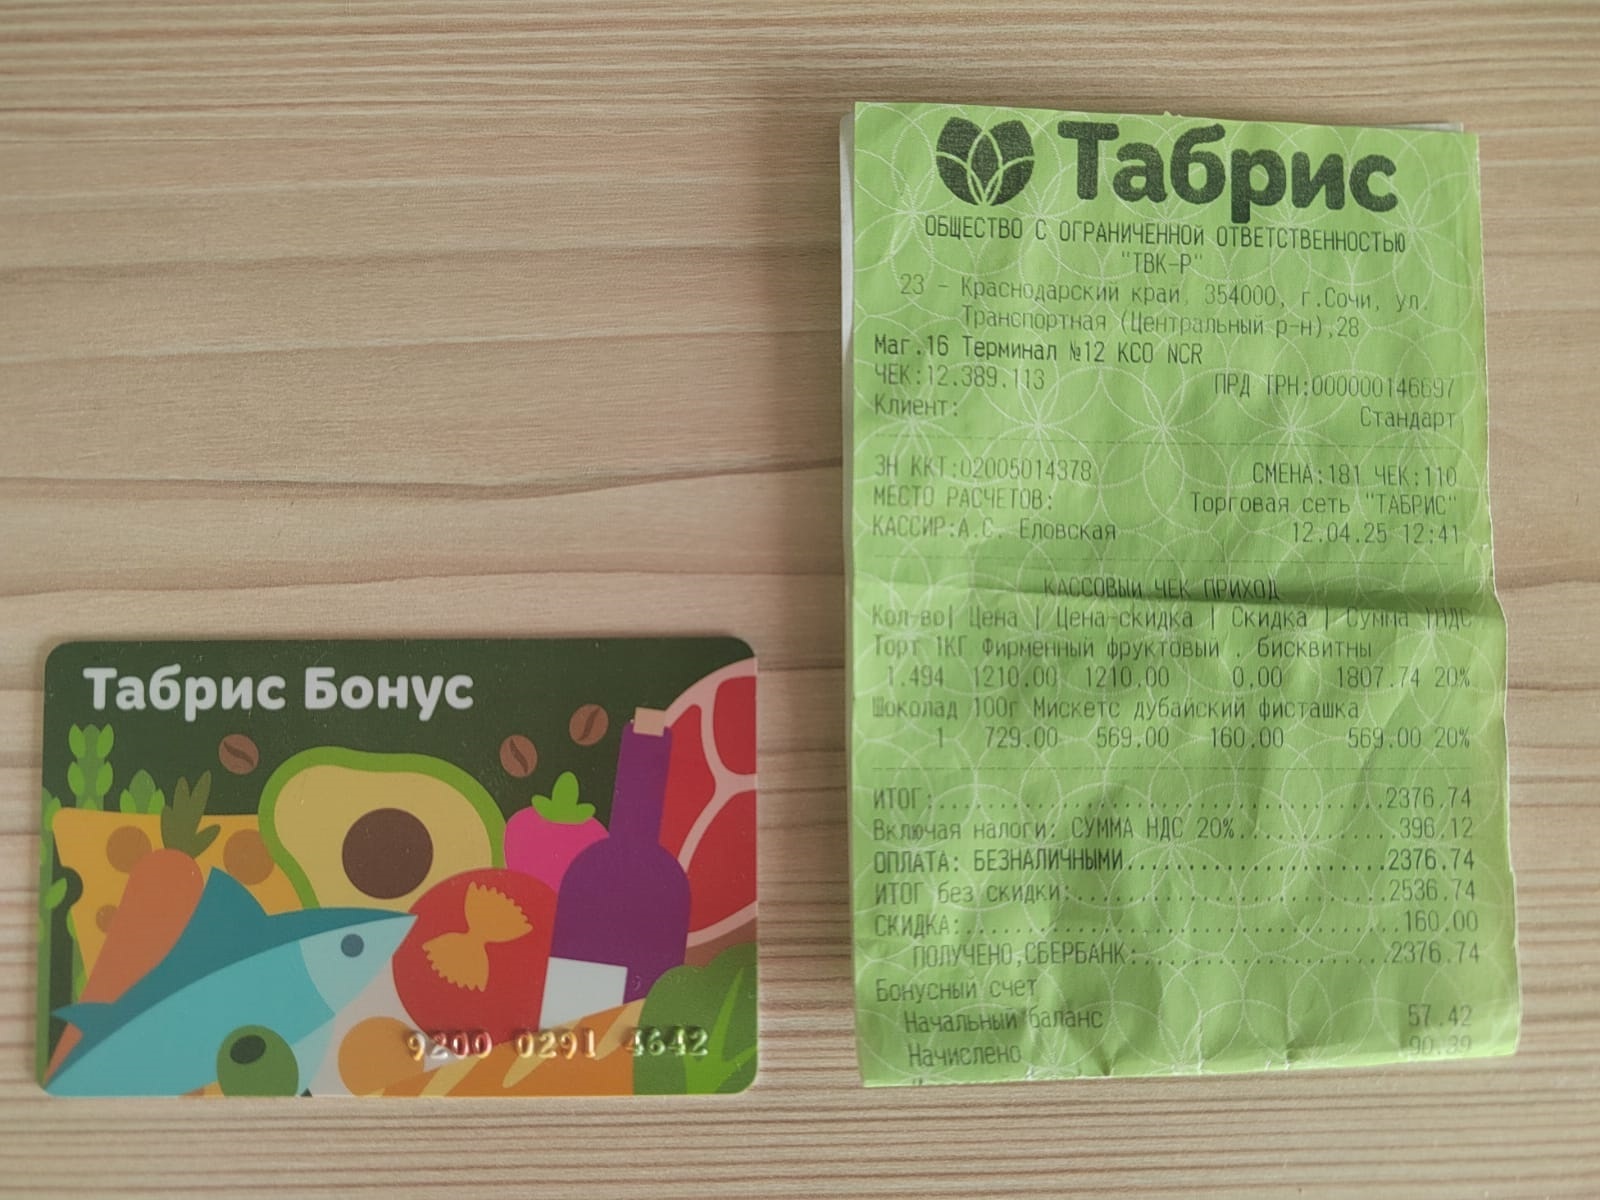 Табрис Бонус
9200 0291 4642
Табрис
ОБЩЕСТВО С ОГРАНИЧЕННОЙ ОТВЕТСТВЕННОСТЬЮ
"ТВК-Р"
23 - Краснодарский край, 354000, г.Сочи, ул.
Транспортная (Центральный р-н),28
Маг.16 Терминал №12 КСО NCR
ЧЕК:12.389.113 ПРД ТРН:000000146697
Клиент: Стандарт
ЗН ККТ:02005014378 СМЕНА:181 ЧЕК:110
МЕСТО РАСЧЕТОВ: Торговая сеть "ТАБРИС"
КАССИР:А.С. Еловская 12.04.25 12:41
КАССОВЫЙ ЧЕК ПРИХОД
Кол-во| Цена | Цена-скидка | Скидка | Сумма |НДС
Торт 1КГ Фирменный фруктовый . бисквитны
1.494 1210.00 1210.00 0.00 1807.74 20%
Шоколад 100г Мискетс дубайский фисташка
1 729.00 569.00 160.00 569.00 20%
ИТОГ:...............................2376.74
Включая налоги: СУММА НДС 20%...........396.12
ОПЛАТА: БЕЗНАЛИЧНЫМИ..................2376.74
ИТОГ без скидки:......................2536.74
СКИДКА:...............................160.00
ПОЛУЧЕНО,СБЕРБАНК:..................2376.74
Бонусный счет
Начальный баланс 57.42
Начислено 90.39